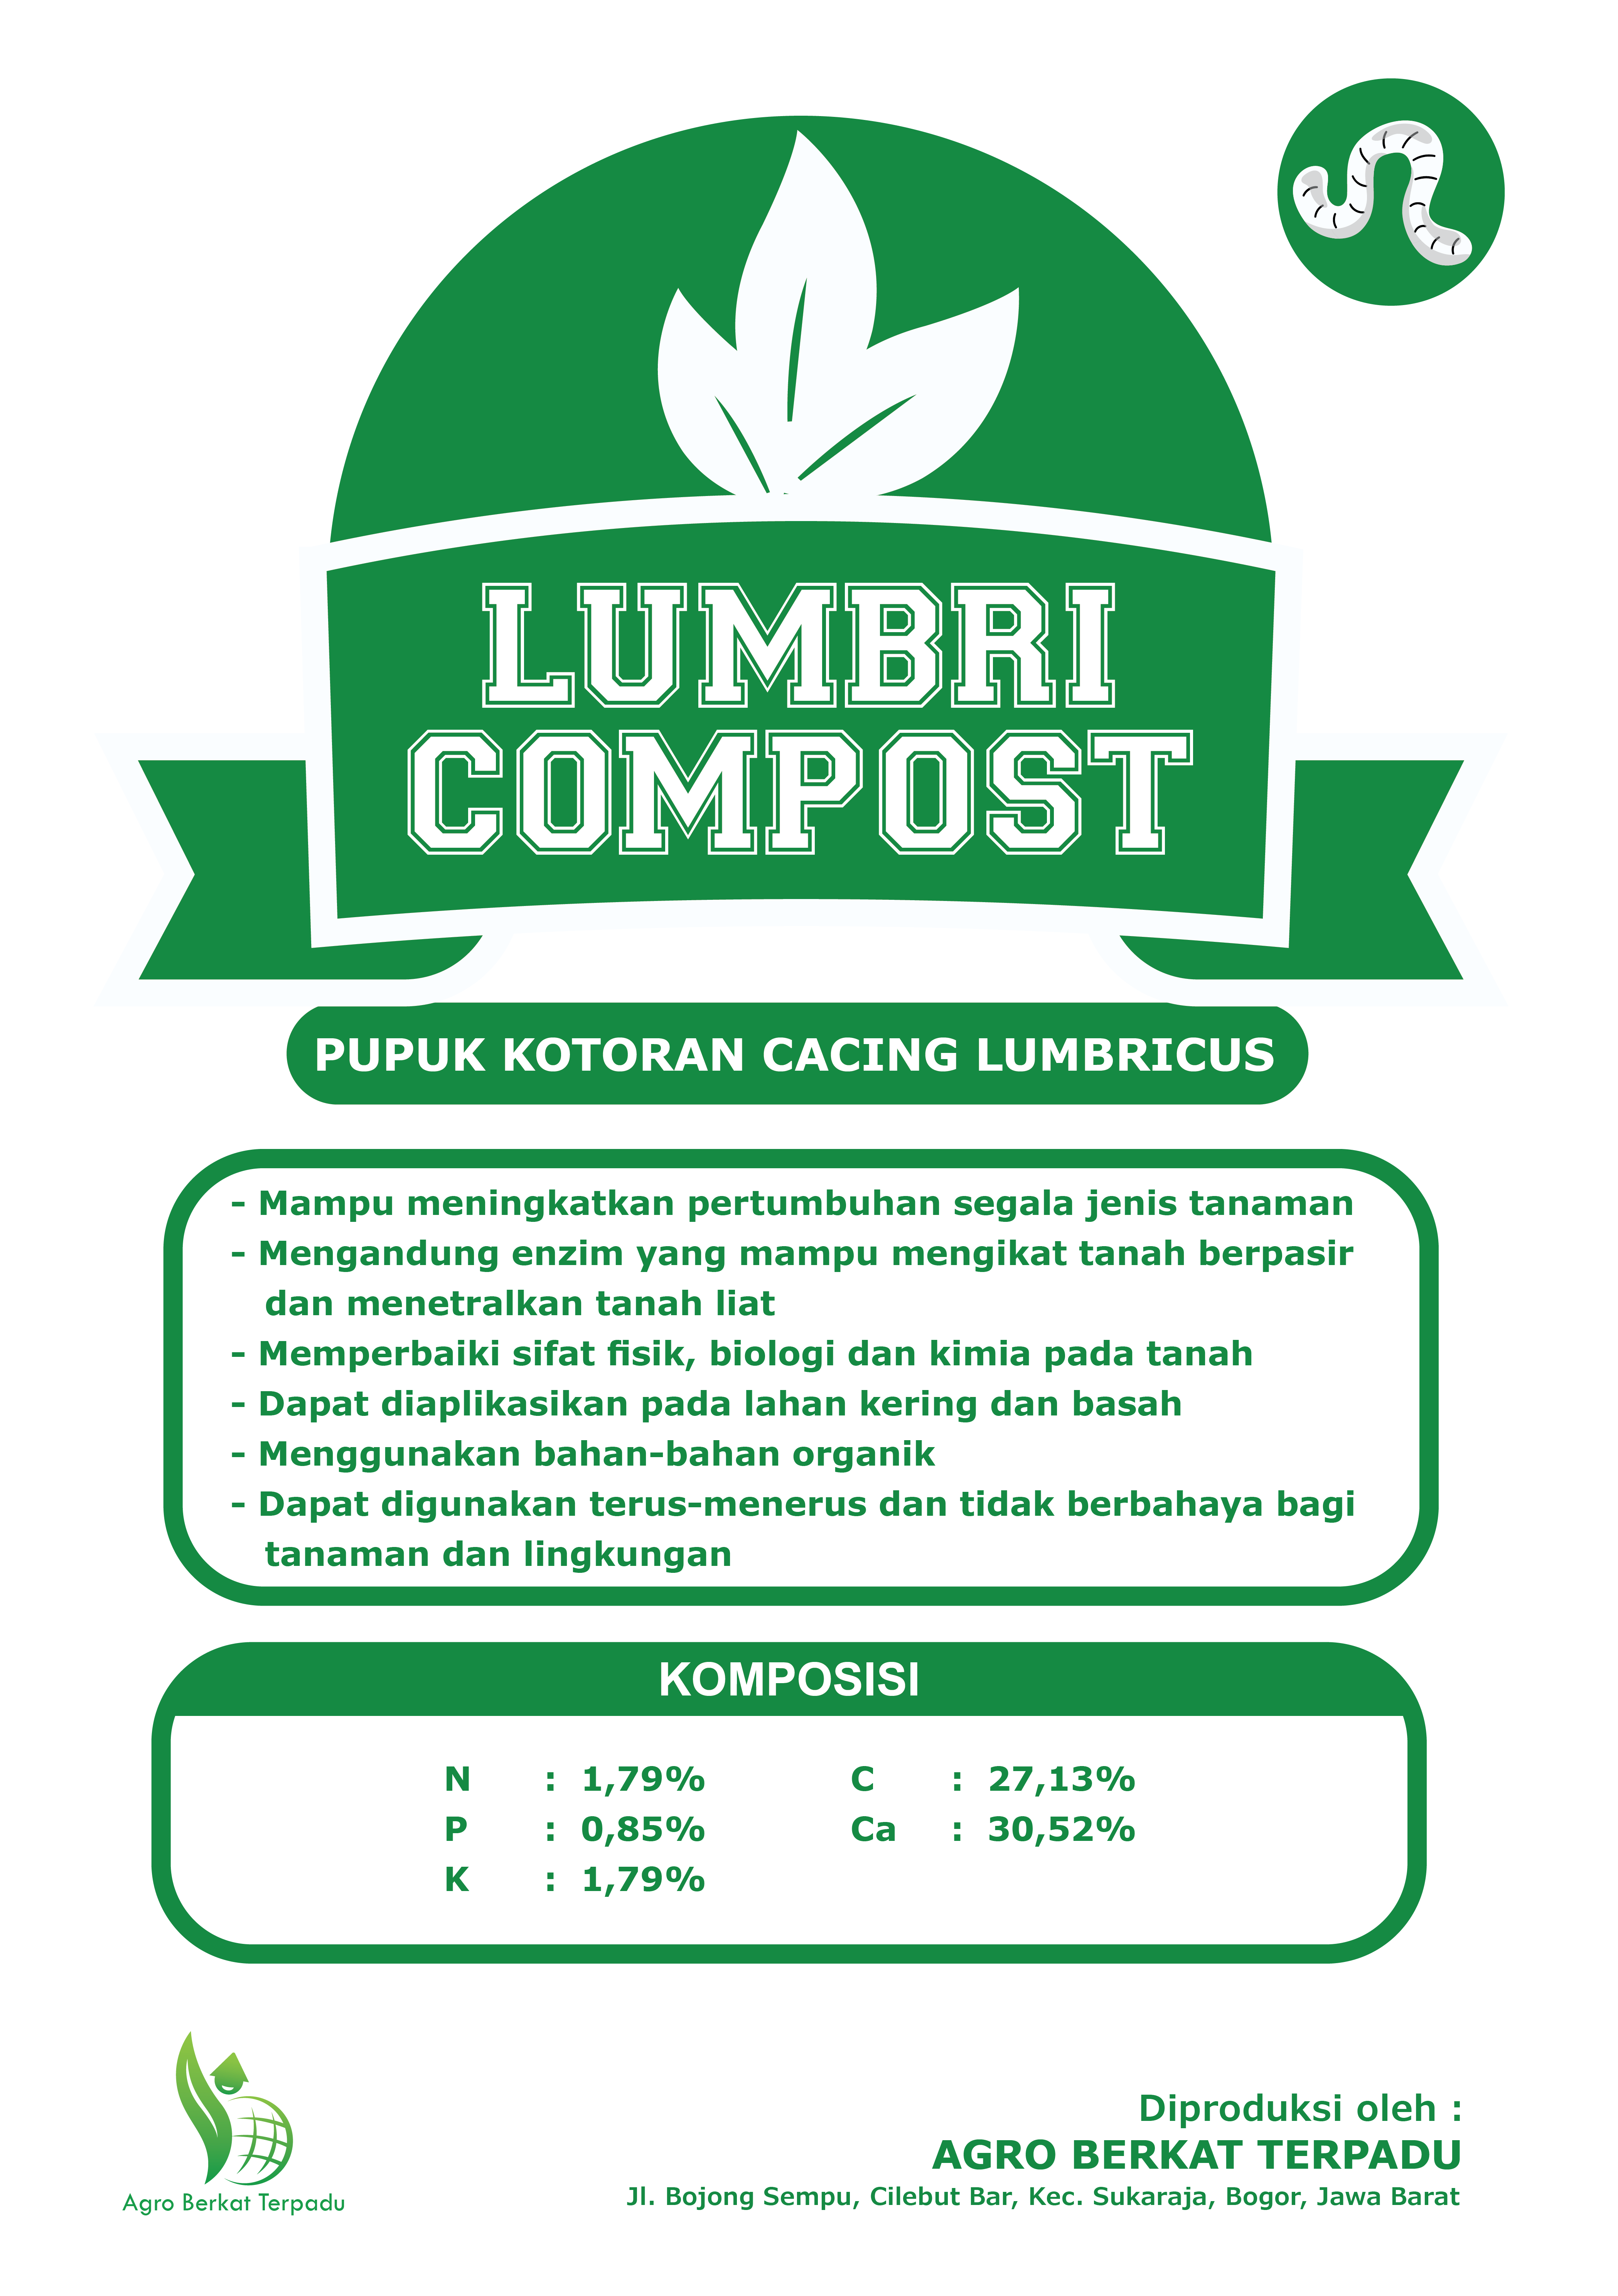 LUMBRI
COMPOST
PUPUK KOTORAN CACING LUMBRICUS
- Mampu meningkatkan pertumbuhan segala jenis tanaman
- Mengandung enzim yang mampu mengikat tanah berpasir
dan menetralkan tanah liat
- Memperbaiki sifat fisik, biologi dan kimia pada tanah
- Dapat diaplikasikan pada lahan kering dan basah
- Menggunakan bahan-bahan organik
- Dapat digunakan terus-menerus dan tidak berbahaya bagi
tanaman dan lingkungan
KOMPOSISI
N : 1,79% C : 27,13%
P : 0,85% Ca : 30,52%
K : 1,79%
Agro Berkat Terpadu
Diproduksi oleh :
AGRO BERKAT TERPADU
Jl. Bojong Sempu, Cilebut Bar, Kec. Sukaraja, Bogor, Jawa Barat